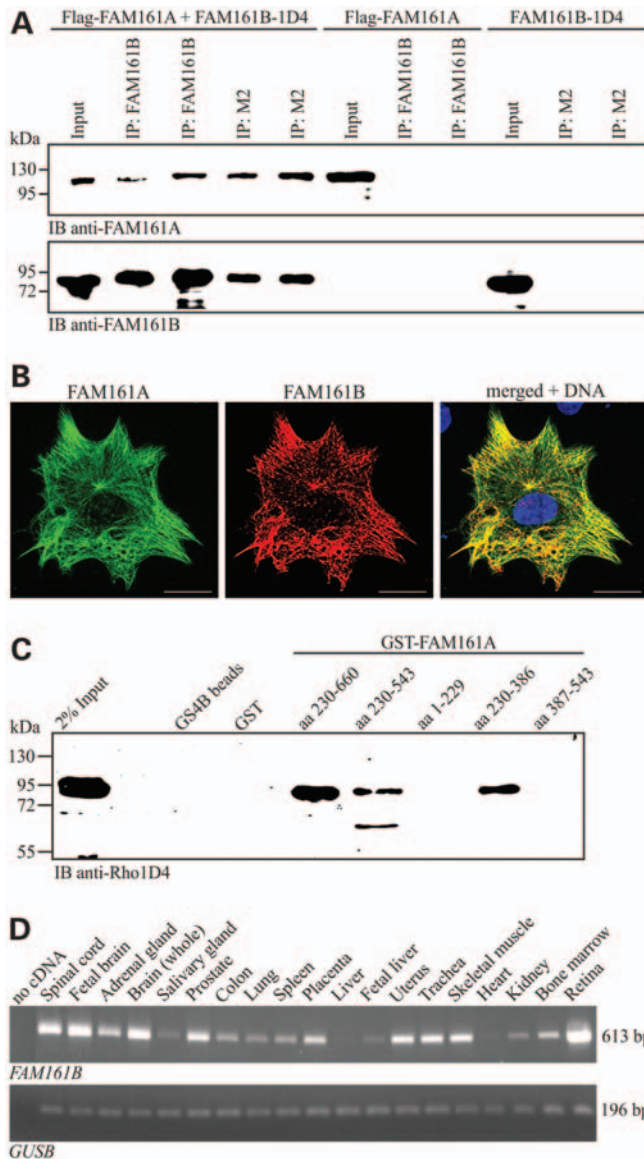 A
Flag-FAM161A + FAM161B-1D4 Flag-FAM161A FAM161B-1D4
Input IP: FAM161B IP: FAM161B IP: M2 IP: M2 Input IP: FAM161B IP: FAM161B Input IP: M2 IP: M2
kDa
130
95
IB anti-FAM161A
95
72
IB anti-FAM161B
B
FAM161A FAM161B merged + DNA
C
GST-FAM161A
2% Input GS4B beads GST aa 230-660 aa 230-543 aa 1-229 aa 230-386 aa 387-543
kDa
130
95
72
55
IB anti-Rho1D4
D
no cDNA Spinal cord Fetal brain Adrenal gland Brain (whole) Salivary gland Prostate Colon Lung Spleen Placenta Liver Fetal liver Uterus Trachea Skeletal muscle Heart Kidney Bone marrow Retina
613 bp
FAM161B
196 bp
GUSB